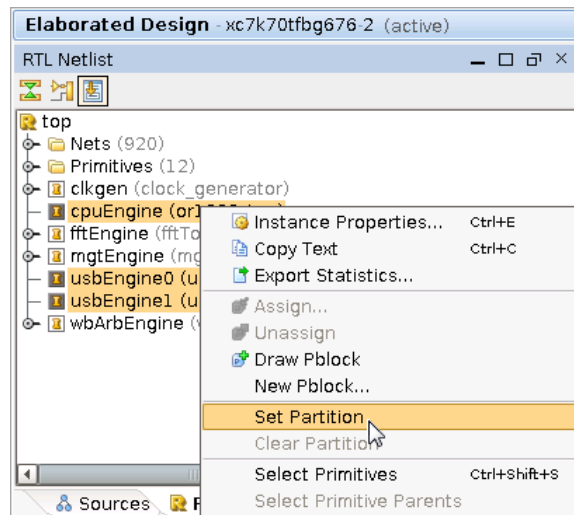 Elaborated Design - xc7k70tfbg676-2 (active)
RTL Netlist
top
Nets (920)
Primitives (12)
clkgen (clock_generator)
cpuEngine
fftEngine (fftTo
mgtEngine (mg
usbEngine0 (u
usbEngine1 (u
wbArbEngine (
Instance Properties... Ctrl+E
Copy Text Ctrl+C
Export Statistics...
Assign...
Unassign
Draw Pblock
New Pblock...
Set Partition
Clear Partition
Select Primitives Ctrl+Shift+S
Select Primitive Parents
Sources